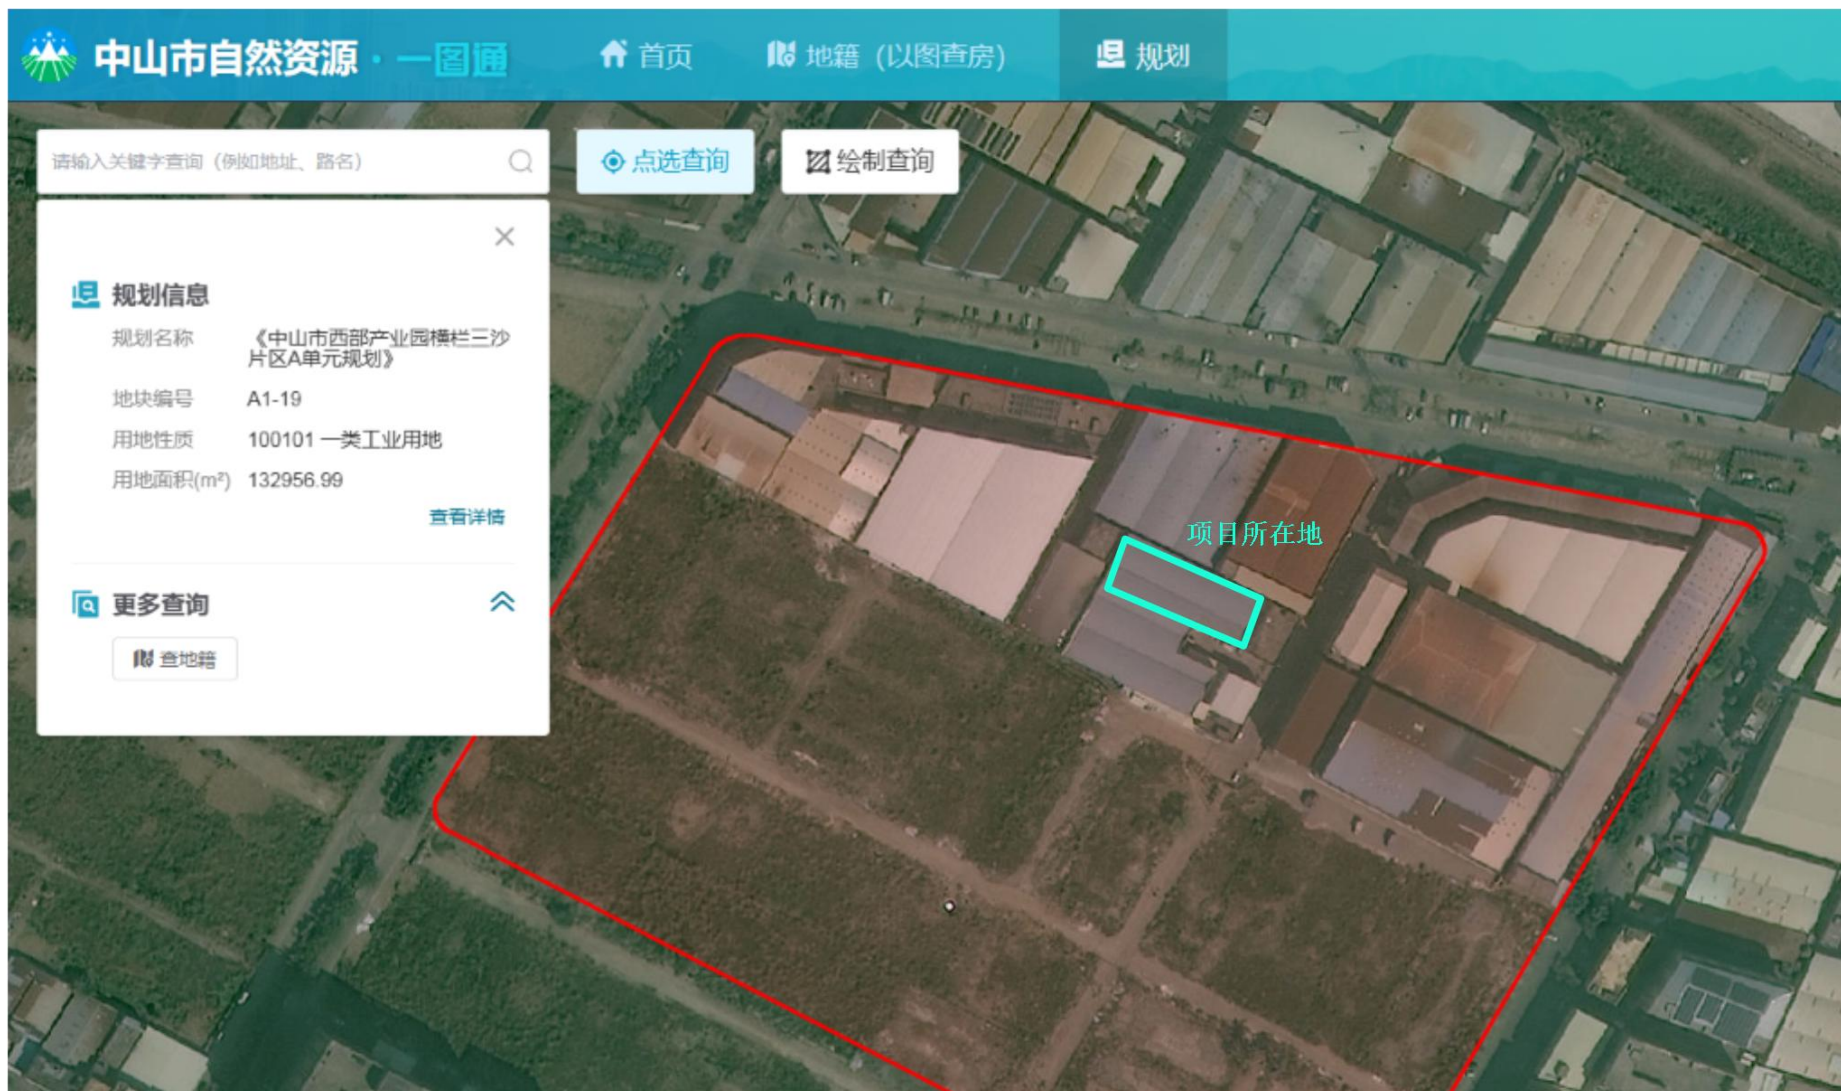 中山市自然资源·一图通
首页
地籍（以图查房）
规划
请输入关键字查询（例如地址、路名）
点选查询
绘制查询
规划信息
规划名称
《中山市西部产业园横栏三沙
片区A单元规划》
地块编号
A1-19
用地性质
100101 一类工业用地
用地面积(m²)
132956.99
查看详情
更多查询
查地籍
项目所在地